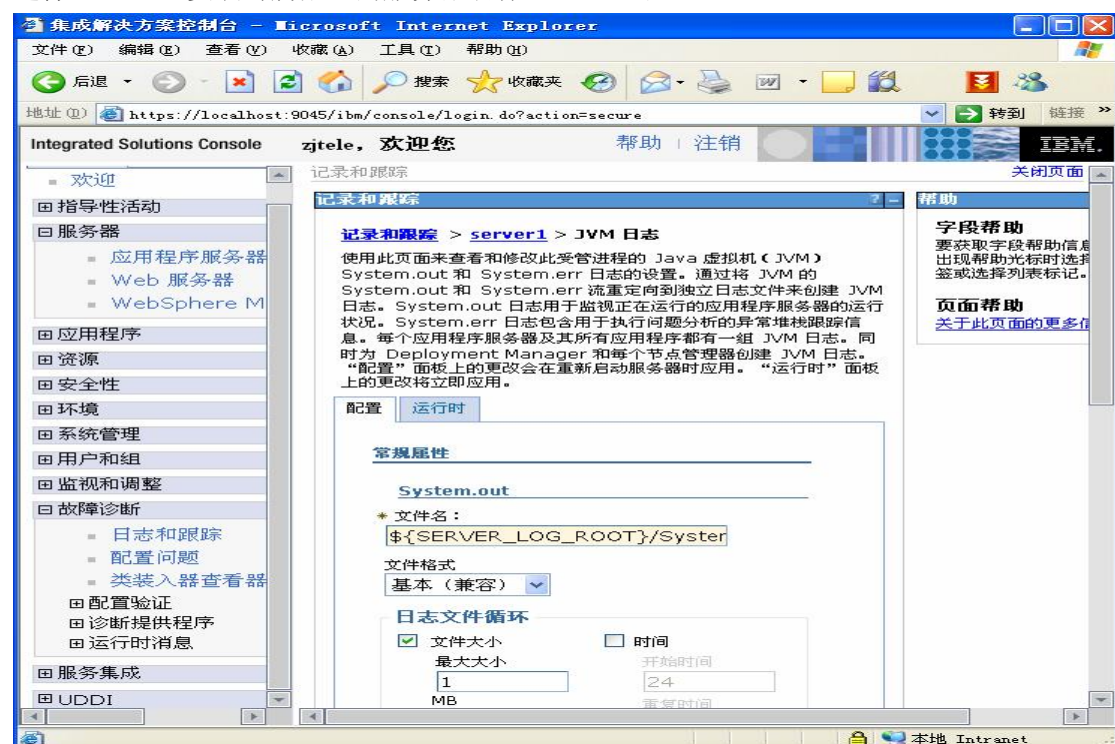 集成解决方案控制台 - Microsoft Internet Explorer
文件(F) 编辑(E) 查看(V) 收藏(A) 工具(T) 帮助(H)
后退 搜索 收藏夹
地址(D) https://localhost:9045/ibm/console/login.do?action=secure 转到 链接 »
Integrated Solutions Console zjtele, 欢迎您 帮助 | 注销 IBM.
欢迎
指导性活动
服务器
应用程序服务器
Web 服务器
WebSphere M
应用程序
资源
安全性
环境
系统管理
用户和组
监视和调整
故障诊断
日志和跟踪
配置问题
类装入器查看器
配置验证
诊断提供程序
运行时消息
服务集成
UDDI
记录和跟踪 关闭页面
记录和跟踪 ? -
记录和跟踪 > server1 > JVM 日志
使用此页面来查看和修改此受管进程的 Java 虚拟机(JVM)
System.out 和 System.err 日志的设置。通过将 JVM 的
System.out 和 System.err 流重定向到独立日志文件来创建 JVM
日志。System.out 日志用于监视正在运行的应用程序服务器的运行
状况。System.err 日志包含用于执行问题分析的异常堆栈跟踪信
息。每个应用程序服务器及其所有应用程序都有一组 JVM 日志。同
时为 Deployment Manager 和每个节点管理器创建 JVM 日志。
“配置”面板上的更改会在重新启动服务器时应用。“运行时”面板
上的更改将立即应用。
配置 运行时
常规属性
System.out
* 文件名：
${SERVER_LOG_ROOT}/Syster
文件格式
基本（兼容）
日志文件循环
文件大小 时间
最大大小 开始时间
1 24
MB 重复时间
帮助
字段帮助
要获取字段帮助信息
出现帮助光标时选择
签或选择列表标记。
页面帮助
关于此页面的更多信
本地 Intranet